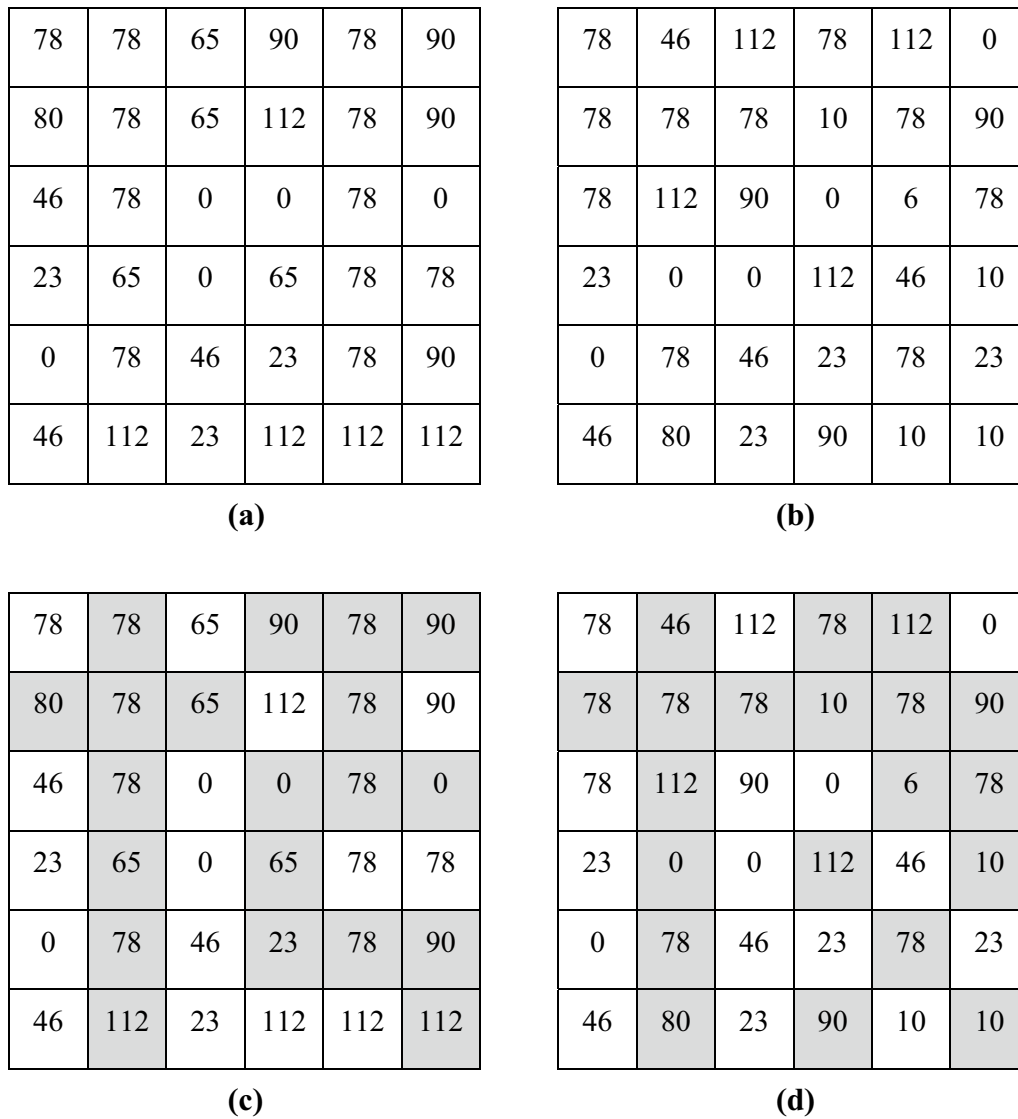 78 78 65 90 78 90
80 78 65 112 78 90
46 78 0 0 78 0
23 65 0 65 78 78
0 78 46 23 78 90
46 112 23 112 112 112
(a)
78 46 112 78 112 0
78 78 78 10 78 90
78 112 90 0 6 78
23 0 0 112 46 10
0 78 46 23 78 23
46 80 23 90 10 10
(b)
78 78 65 90 78 90
80 78 65 112 78 90
46 78 0 0 78 0
23 65 0 65 78 78
0 78 46 23 78 90
46 112 23 112 112 112
(c)
78 46 112 78 112 0
78 78 78 10 78 90
78 112 90 0 6 78
23 0 0 112 46 10
0 78 46 23 78 23
46 80 23 90 10 10
(d)